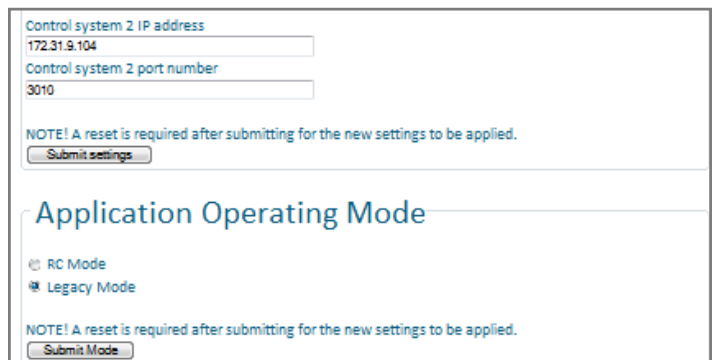 Control system 2 IP address
172.31.9.104
Control system 2 port number
3010
NOTE! A reset is required after submitting for the new settings to be applied.
Submit settings
Application Operating Mode
RC Mode
Legacy Mode
NOTE! A reset is required after submitting for the new settings to be applied.
Submit Mode